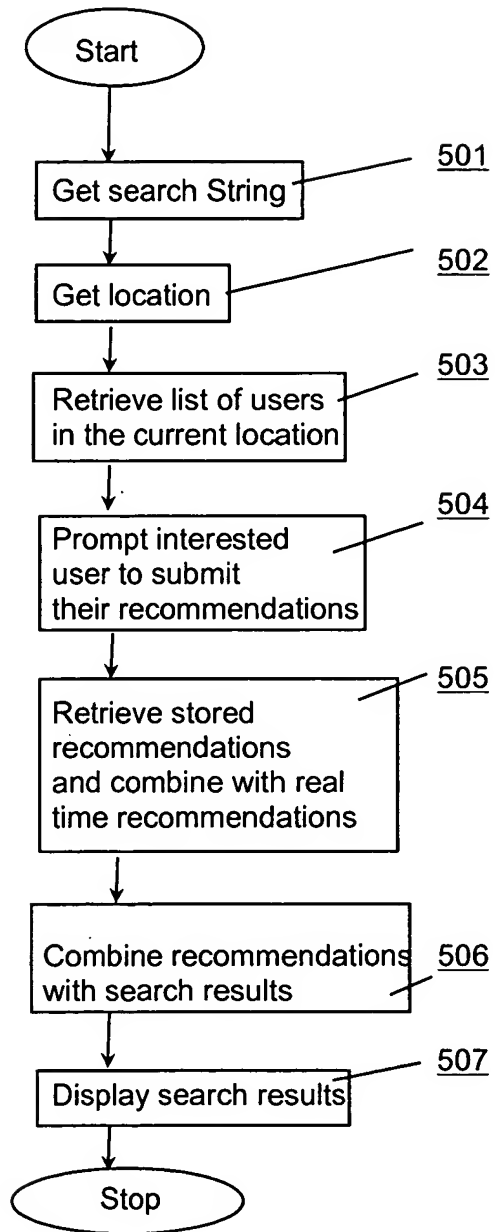 Start
501
Get search String
502
Get location
503
Retrieve list of users
in the current location
504
Prompt interested
user to submit
their recommendations
505
Retrieve stored
recommendations
and combine with real
time recommendations
Combine recommendations
506
with search results
507
Display search results
Stop